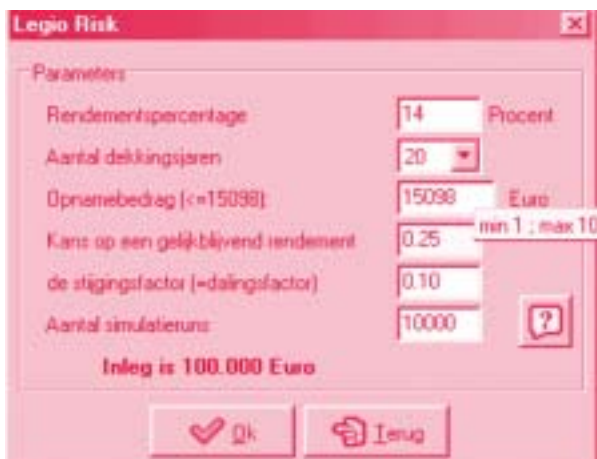 Legio Risk
Parameters
Rendementspercentage 14 Procent
Aantal dekkingsjaren 20
Opnamebedrag (<=15098): 15098 Euro
min 1 ; max 10
Kans op een gelijkblijvend rendement 0.25
de stijgingsfactor (=dalingsfactor) 0.10
Aantal simulatieruns: 10000
Inleg is 100.000 Euro
Ok Terug